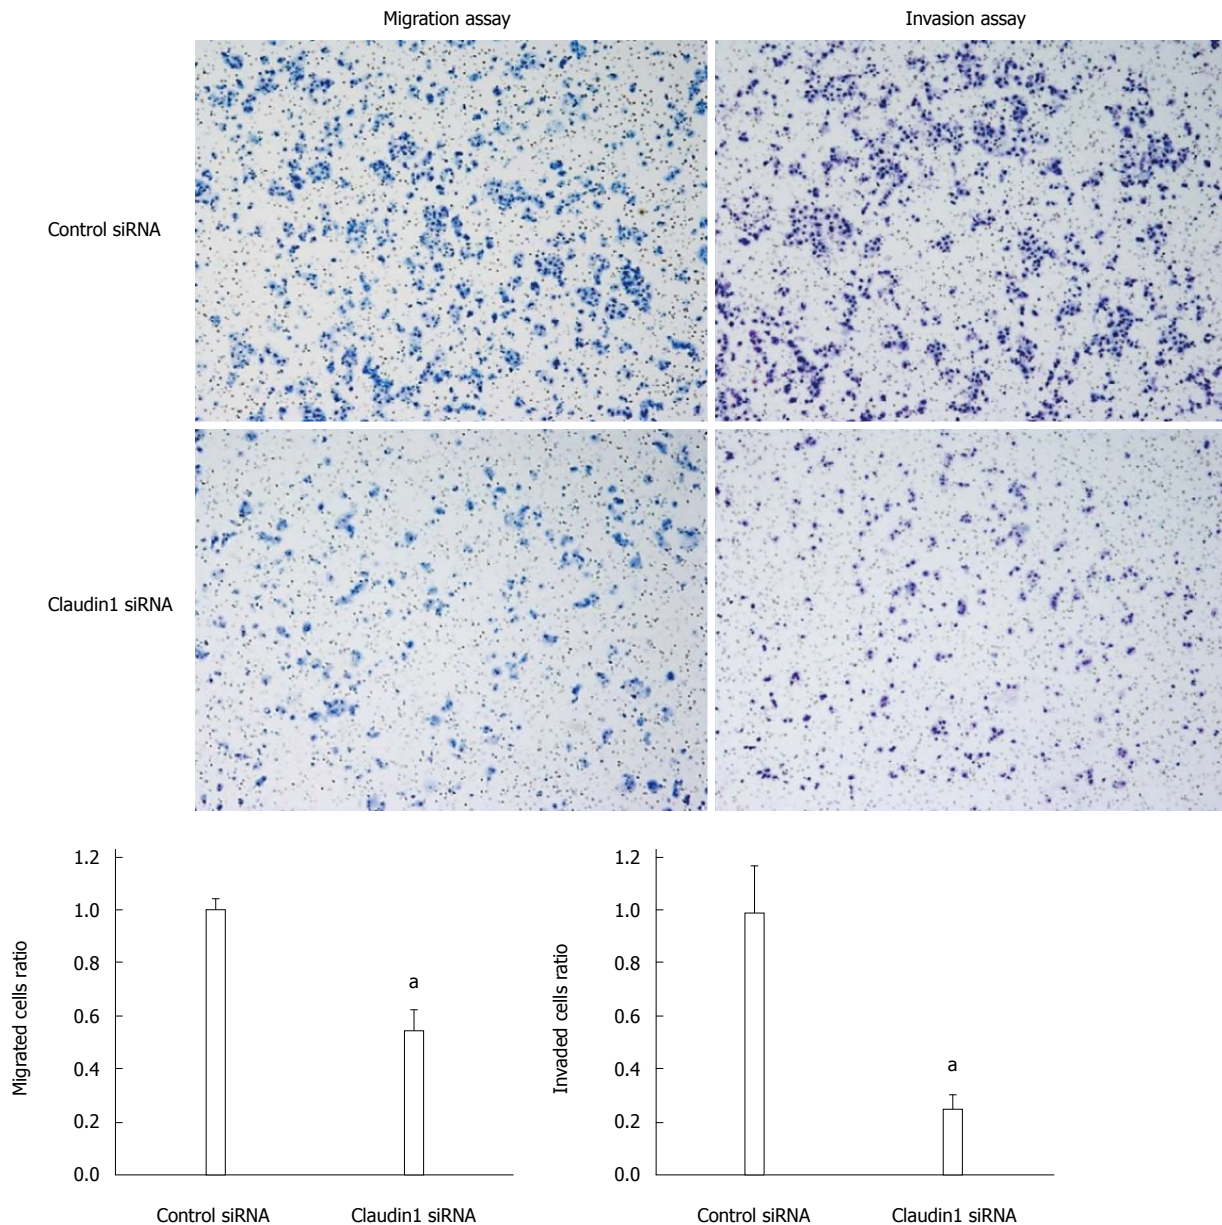 Migration assay
Invasion assay
Control siRNA
Claudin1 siRNA
1.2
1.0
0.8
0.6
0.4
0.2
0.0
Migrated cells ratio
a
Control siRNA
Claudin1 siRNA
1.2
1.0
0.8
0.6
0.4
0.2
0.0
Invaded cells ratio
a
Control siRNA
Claudin1 siRNA